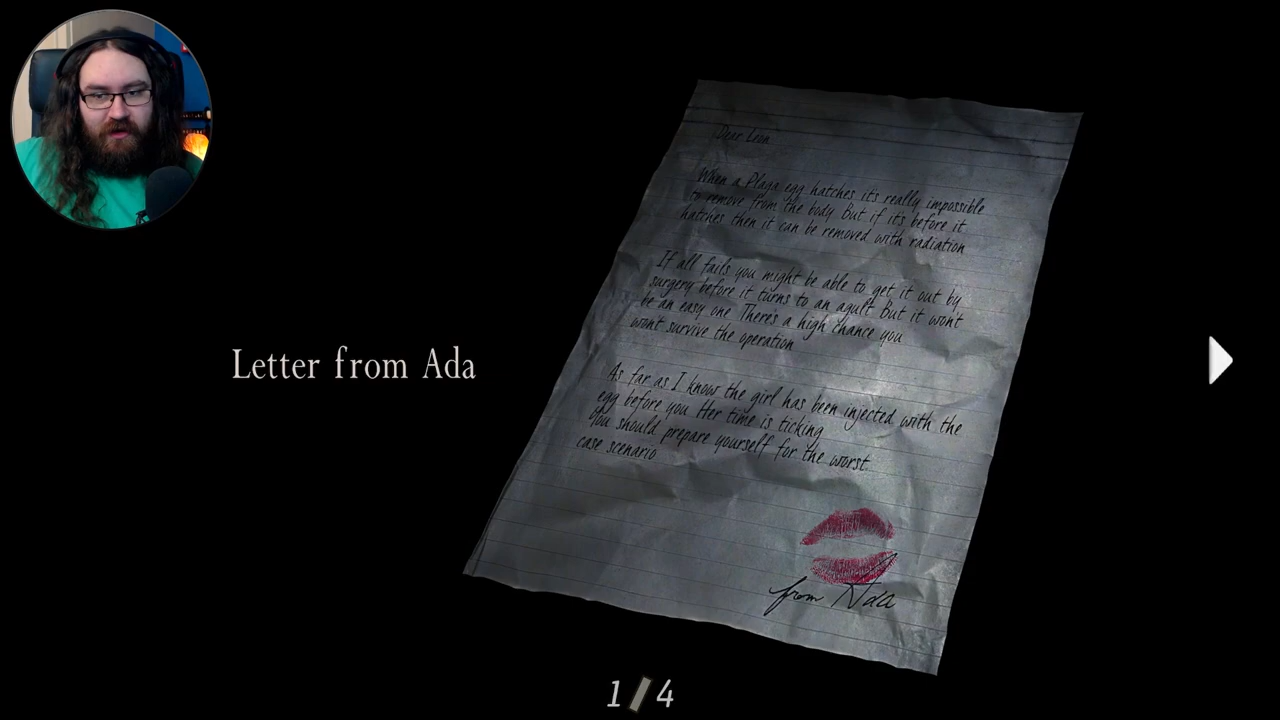 Letter from Ada
Dear Leon
When a Plaga egg hatches it's really impossible
to remove from the body But if it's before it
hatches then it can be removed with radiation
If all fails you might be able to get it out by
surgery before it turns to an agult But it won't
be an easy one There's a high chance you
won't survive the operation
As far as I know the girl has been injected with the
egg before you Her time is ticking
You should prepare yourself for the worst
case scenario
from Ada
1/4